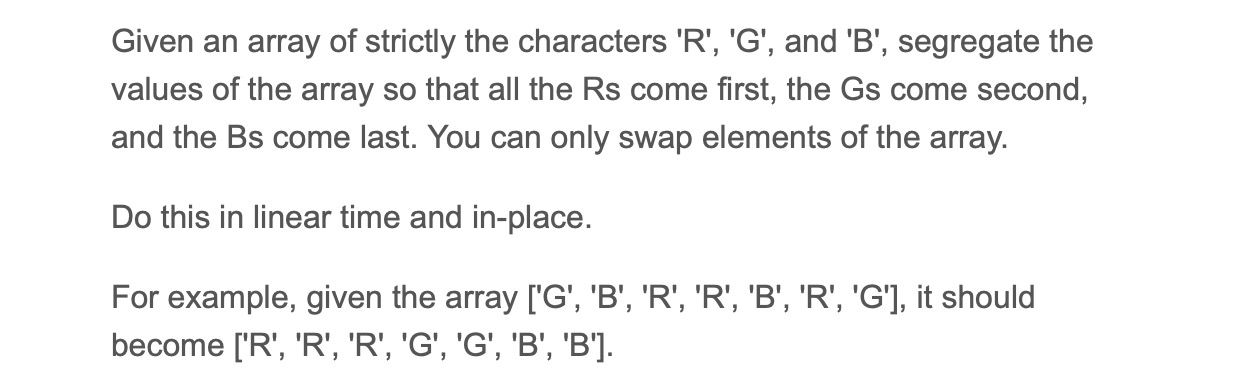 Given an array of strictly the characters 'R', 'G', and 'B', segregate the
values of the array so that all the Rs come first, the Gs come second,
and the Bs come last. You can only swap elements of the array.
Do this in linear time and in-place.
For example, given the array ['G', 'B', 'R', 'R', 'B', 'R', 'G'], it should
become ['R', 'R', 'R', 'G', 'G', 'B', 'B'].